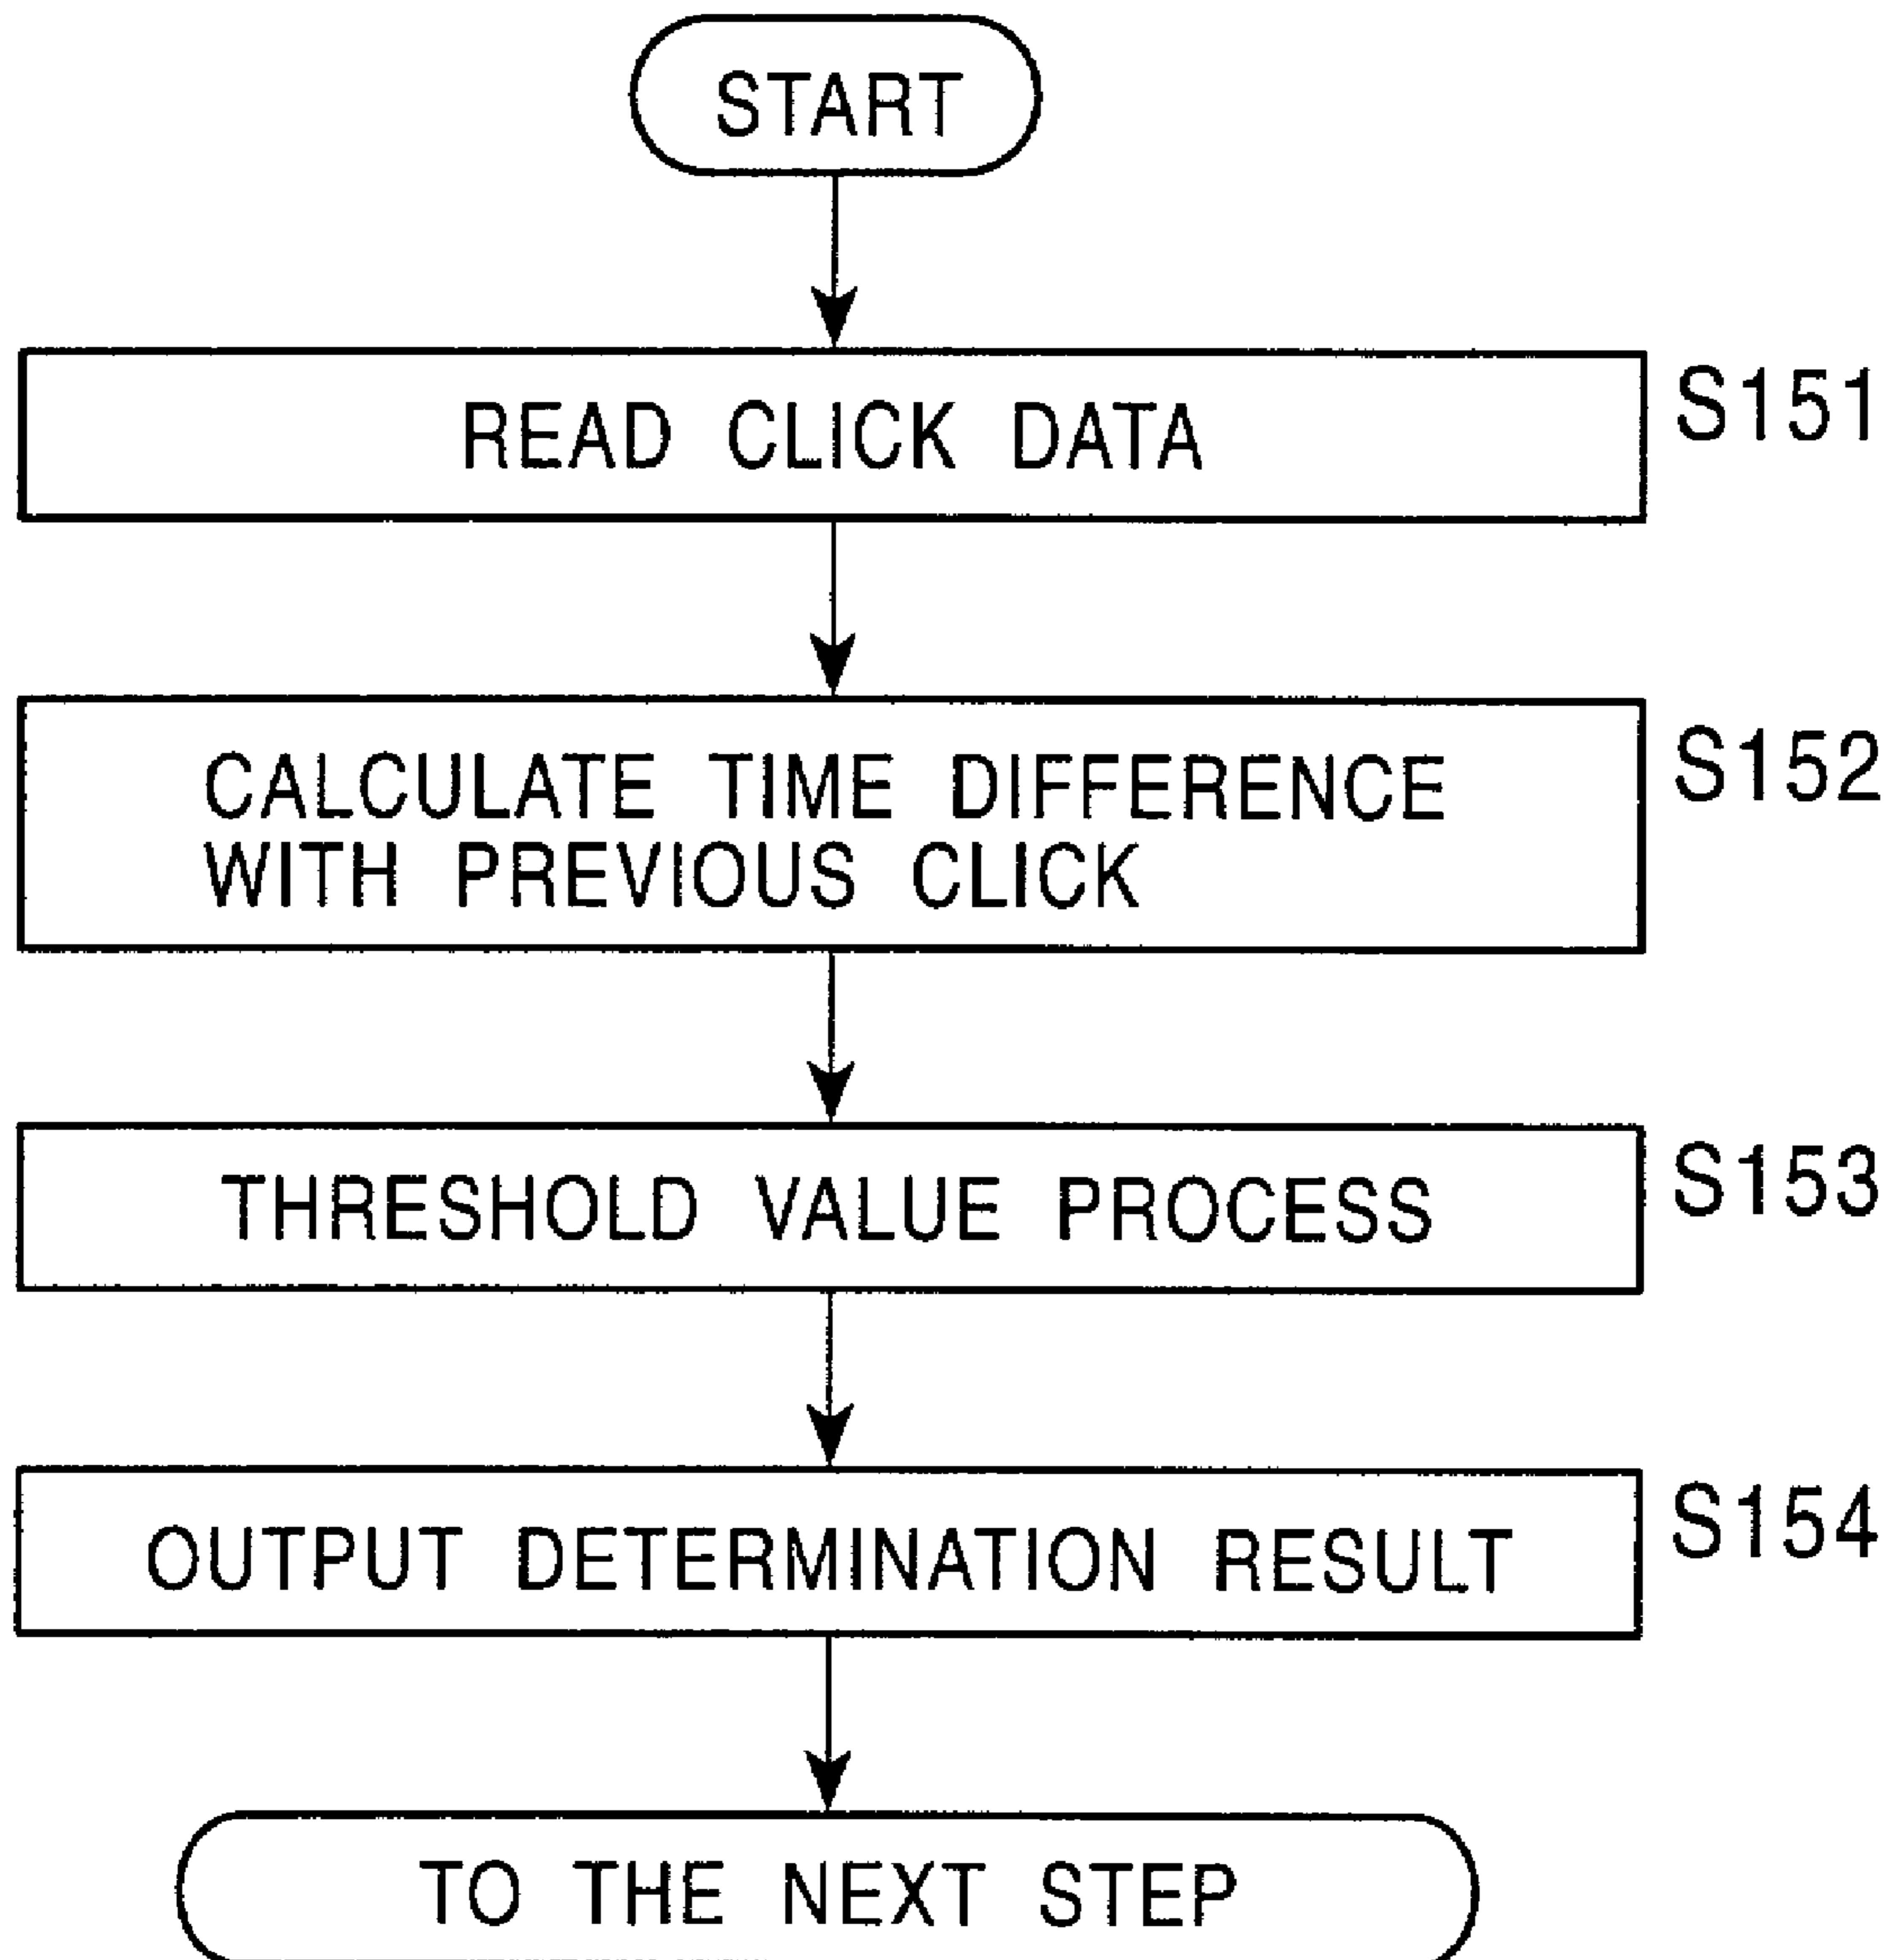 START
READ CLICK DATA
S151
CALCULATE TIME DIFFERENCE
WITH PREVIOUS CLICK
S152
THRESHOLD VALUE PROCESS
S153
OUTPUT DETERMINATION RESULT
S154
TO THE NEXT STEP